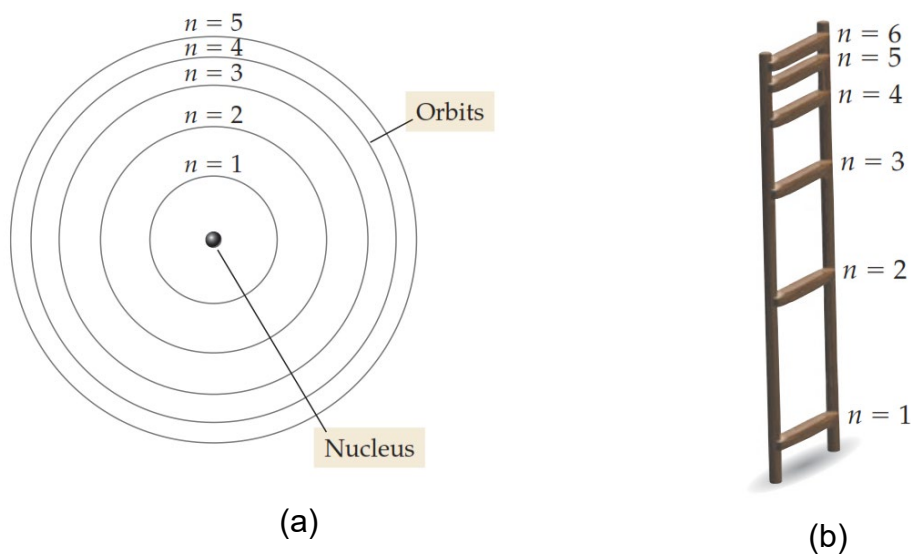 n = 5
n = 4
n = 3
n = 2
n = 1
Orbits
Nucleus
(a)
n = 6
n = 5
n = 4
n = 3
n = 2
n = 1
(b)